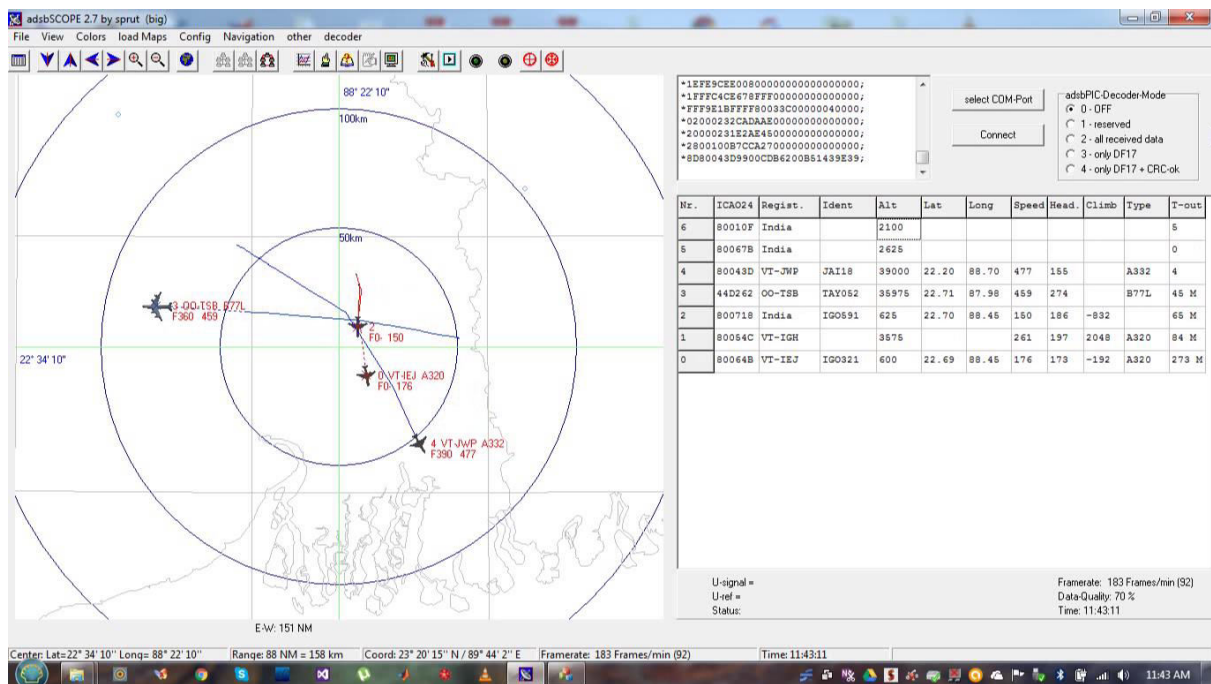 adsbSCOPE 2.7 by sprut (big)
File View Colors load Maps Config Navigation other decoder
88° 22' 10"
100km
50km
3 OO-TSB B77L
F360 459
2
F0- 150
22° 34' 10"
0 VT-IEJ A320
F0- 176
4 VT-JWP A332
F390 477
E-W: 151 NM
*1EFE9CEE0080000000000000000;
*1FFFC4CE678FFF0000000000000;
*FFF9E1BFFFF80033C00000040000;
*02000232CADAAE00000000000000;
*20000231E2AE4500000000000000;
*2800100B7CCA2700000000000000;
*8D80043D9900CDB6200B51439E39;
select COM-Port
Connect
adsbPIC-Decoder-Mode
0 - OFF
1 - reserved
2 - all received data
3 - only DF17
4 - only DF17 + CRC-ok
Nr. ICAO24 Regist. Ident Alt Lat Long Speed Head. Climb Type T-out
6 80010F India 2100 5
5 80067B India 2625 0
4 80043D VT-JWP JAI18 39000 22.20 88.70 477 155 A332 4
3 44D262 OO-TSB TAY052 35975 22.71 87.98 459 274 B77L 45 M
2 800718 India IGO591 625 22.70 88.45 150 186 -832 65 M
1 80054C VT-IGH 3575 261 197 2048 A320 84 M
0 80064B VT-IEJ IGO321 600 22.69 88.45 176 173 -192 A320 273 M
U-signal =
U-ref =
Status:
Framerate: 183 Frames/min (92)
Data-Quality: 70 %
Time: 11:43:11
Center: Lat=22° 34' 10" Long= 88° 22' 10" Range: 88 NM = 158 km Coord: 23° 20' 15" N / 89° 44' 2" E Framerate: 183 Frames/min (92) Time: 11:43:11
11:43 AM